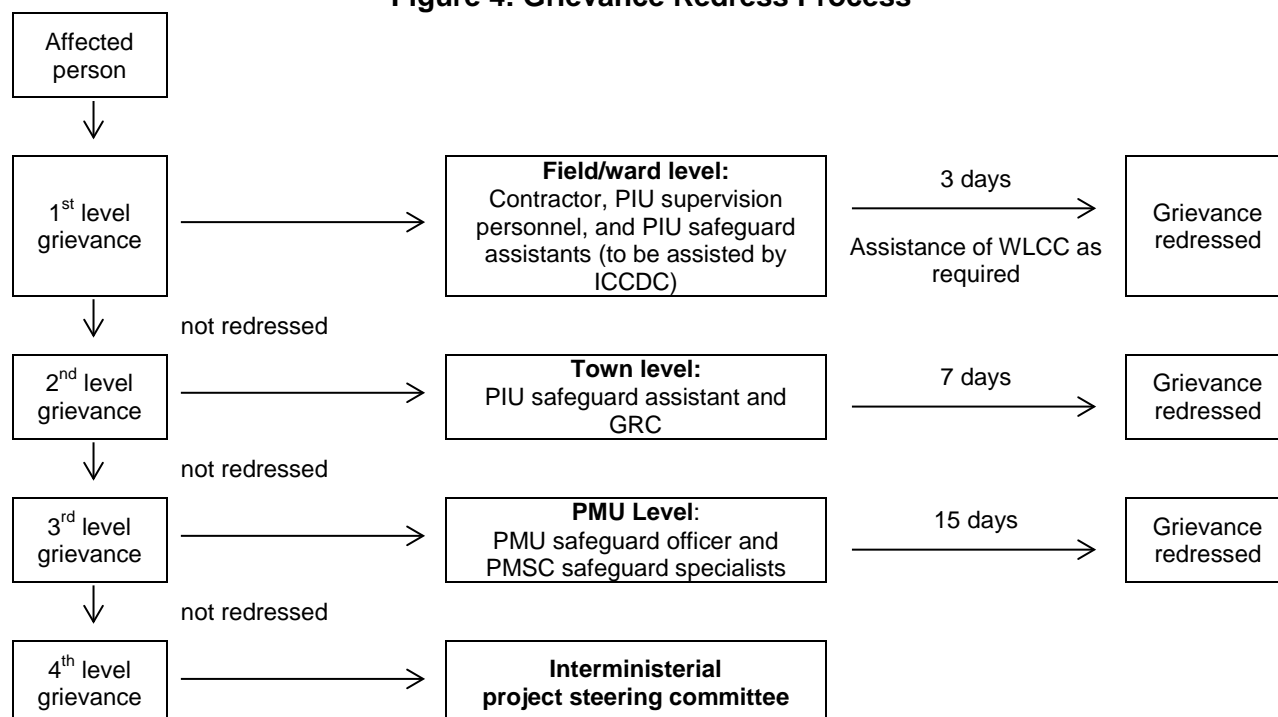 Figure 4: Grievance Redress Process
Affected
person
1st level
grievance
Field/ward level:
Contractor, PIU supervision
personnel, and PIU safeguard
assistants (to be assisted by
ICCDC)
3 days
Assistance of WLCC as
required
Grievance
redressed
not redressed
2nd level
grievance
Town level:
PIU safeguard assistant and
GRC
7 days
Grievance
redressed
not redressed
3rd level
grievance
PMU Level:
PMU safeguard officer and
PMSC safeguard specialists
15 days
Grievance
redressed
not redressed
4th level
grievance
Interministerial
project steering committee